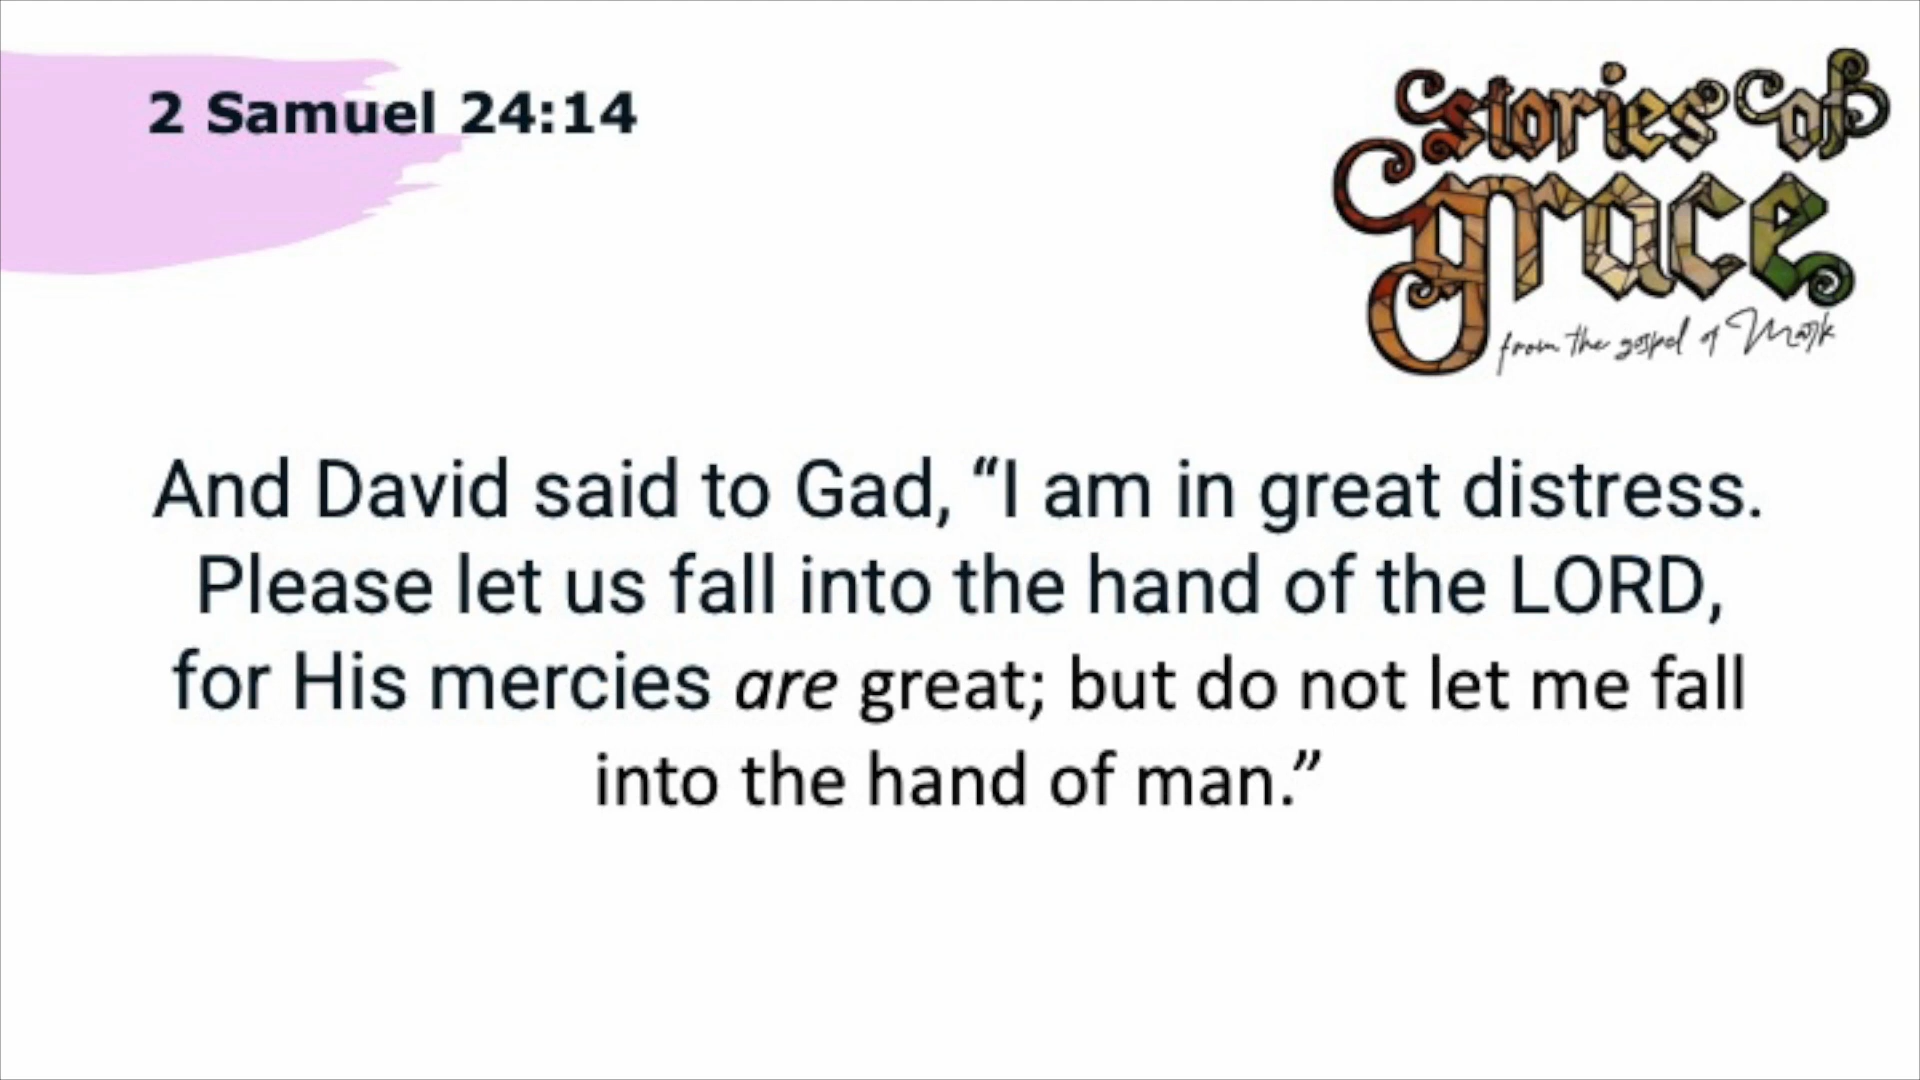 2 Samuel 24:14
stories of
grace
from the gospel of Mark
And David said to Gad, “I am in great distress.
Please let us fall into the hand of the LORD,
for His mercies are great; but do not let me fall
into the hand of man.”